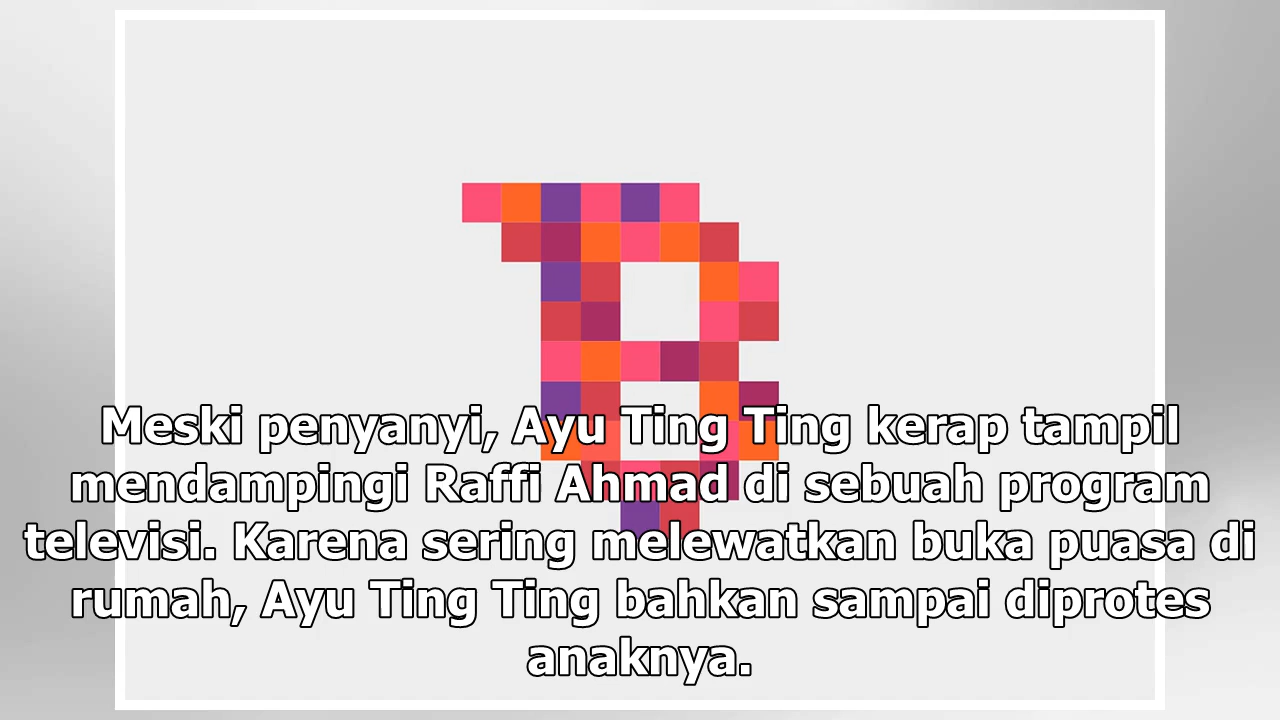 Meski penyanyi, Ayu Ting Ting kerap tampil
mendampingi Raffi Ahmad di sebuah program
televisi. Karena sering melewatkan buka puasa di
rumah, Ayu Ting Ting bahkan sampai diprotes
anaknya.